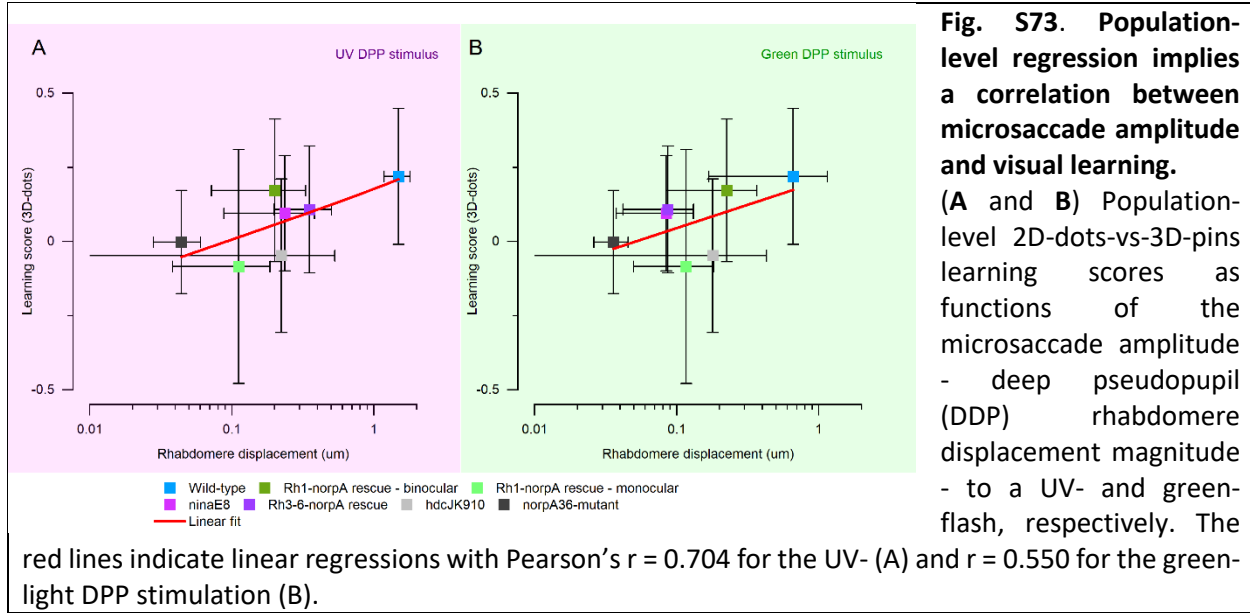 A
UV DPP stimulus
0.5
0
-0.5
Learning score (3D-dots)
0.01
0.1
1
Rhabdomere displacement (um)
B
Green DPP stimulus
0.5
0
-0.5
Learning score (3D-dots)
0.01
0.1
1
Rhabdomere displacement (um)
Wild-type
Rh1-norpA rescue - binocular
Rh1-norpA rescue - monocular
ninaE8
Rh3-6-norpA rescue
hdcJK910
norpA36-mutant
Linear fit
Fig. S73. Population-
level regression implies
a correlation between
microsaccade amplitude
and visual learning.
(A and B) Population-
level 2D-dots-vs-3D-pins
learning scores as
functions of the
microsaccade amplitude
- deep pseudopupil
(DDP) rhabdomere
displacement magnitude
- to a UV- and green-
flash, respectively. The
red lines indicate linear regressions with Pearson's r = 0.704 for the UV- (A) and r = 0.550 for the green-
light DPP stimulation (B).